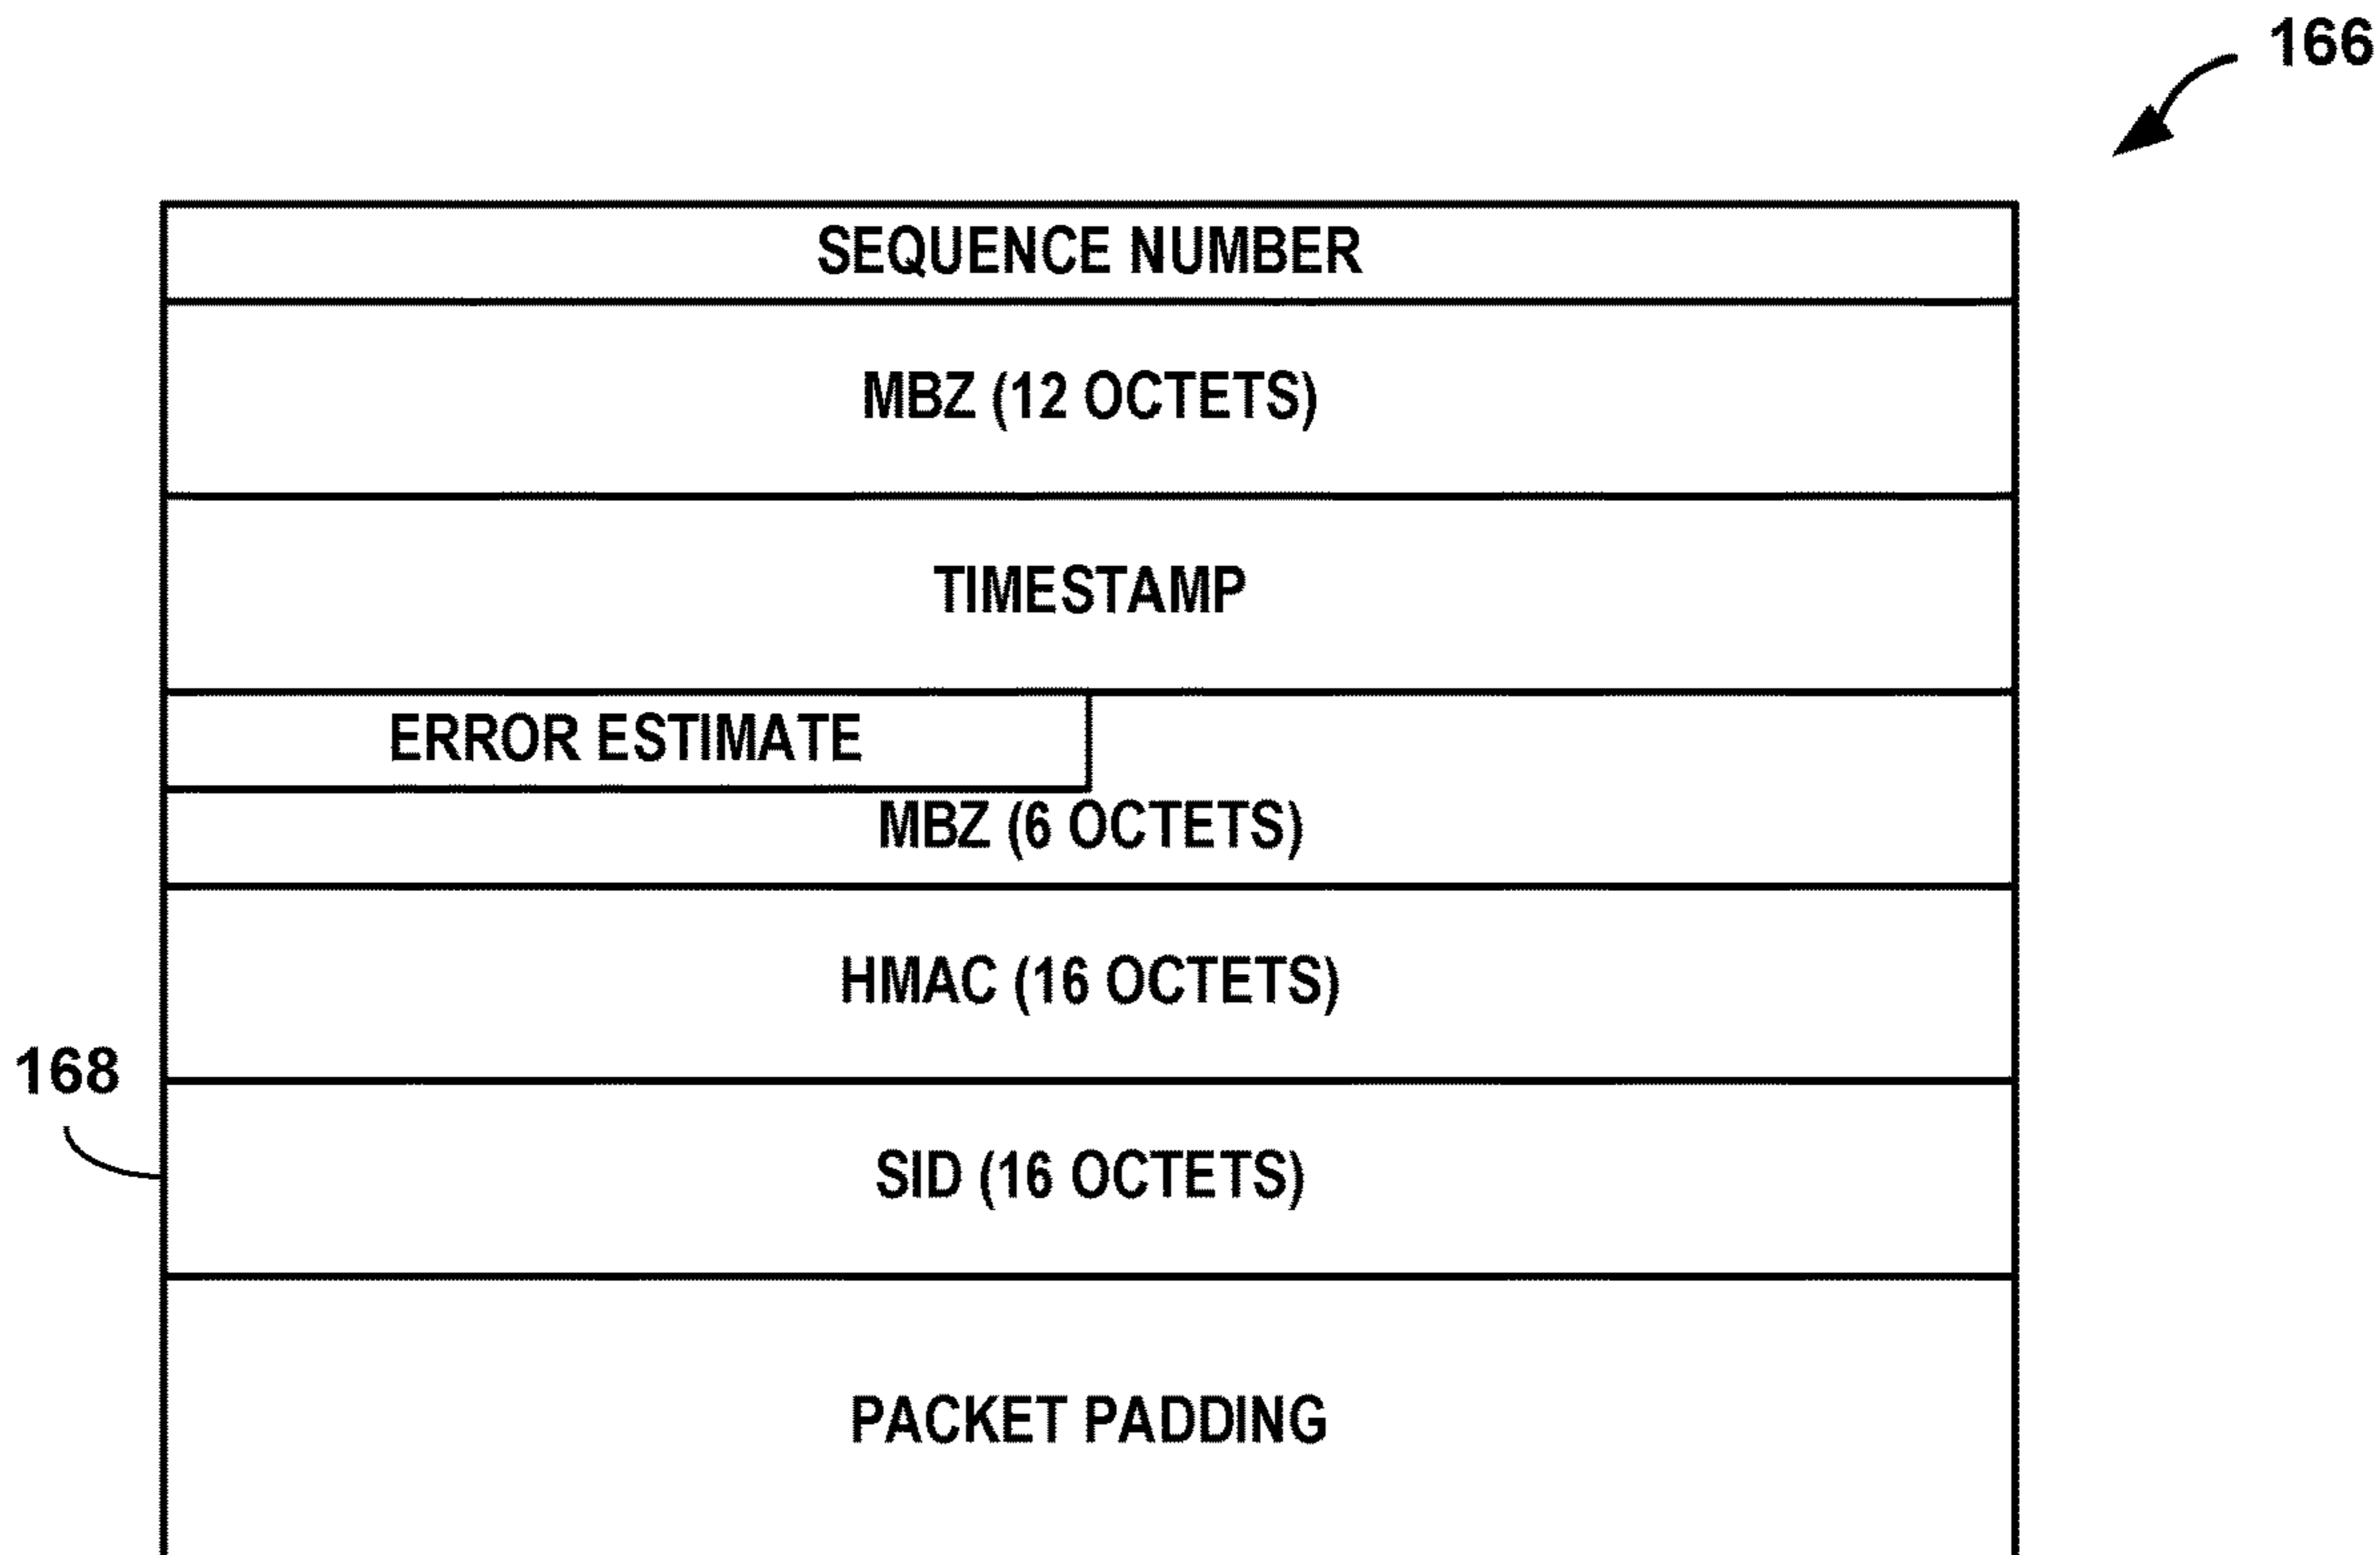 166
SEQUENCE NUMBER
MBZ (12 OCTETS)
TIMESTAMP
ERROR ESTIMATE
MBZ (6 OCTETS)
HMAC (16 OCTETS)
168
SID (16 OCTETS)
PACKET PADDING